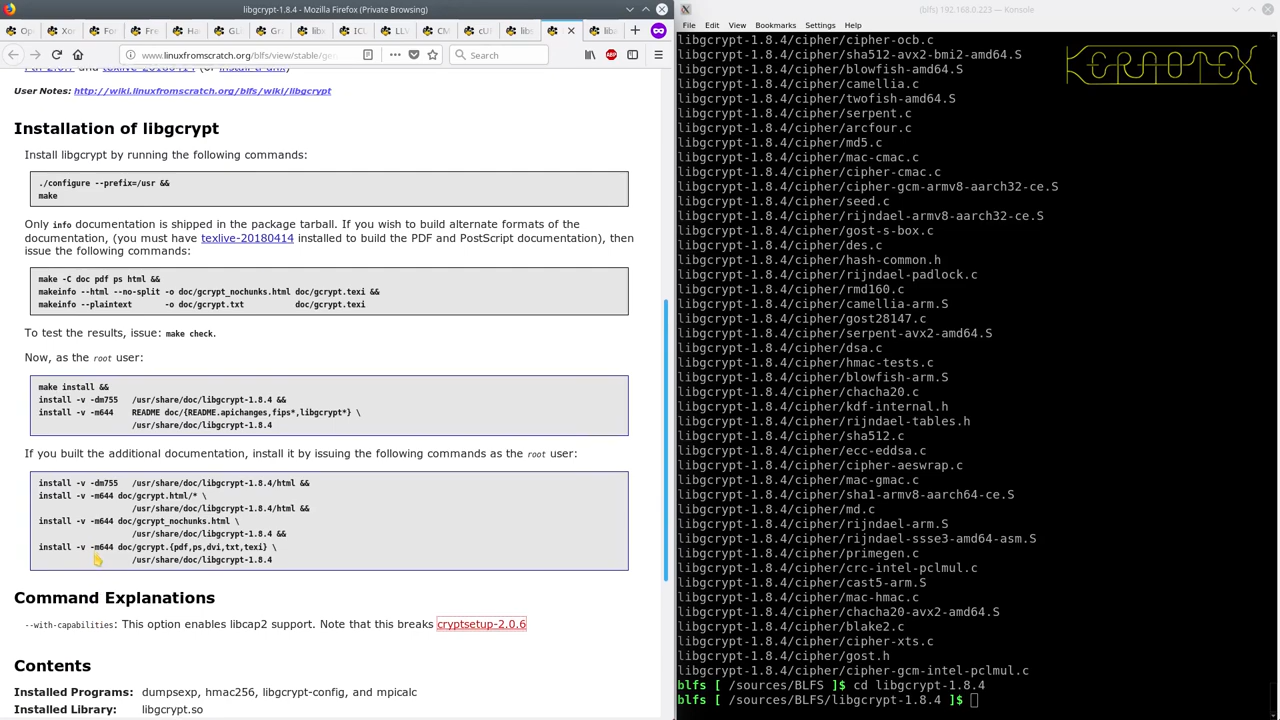 libgcrypt-1.8.4 - Mozilla Firefox (Private Browsing)
www.linuxfromscratch.org/blfs/view/stable/ge
Search
User Notes: http://wiki.linuxfromscratch.org/blfs/wiki/libgcrypt
Installation of libgcrypt
Install libgcrypt by running the following commands:
./configure --prefix=/usr &&
make
Only info documentation is shipped in the package tarball. If you wish to build alternate formats of the
documentation, (you must have texlive-20180414 installed to build the PDF and PostScript documentation), then
issue the following commands:
make -C doc pdf ps html &&
makeinfo --html --no-split -o doc/gcrypt_nochunks.html doc/gcrypt.texi &&
makeinfo --plaintext -o doc/gcrypt.txt doc/gcrypt.texi
To test the results, issue: make check.
Now, as the root user:
make install &&
install -v -dm755 /usr/share/doc/libgcrypt-1.8.4 &&
install -v -m644 README doc/{README.apichanges,fips*,libgcrypt*} \
/usr/share/doc/libgcrypt-1.8.4
If you built the additional documentation, install it by issuing the following commands as the root user:
install -v -dm755 /usr/share/doc/libgcrypt-1.8.4/html &&
install -v -m644 doc/gcrypt.html/* \
/usr/share/doc/libgcrypt-1.8.4/html &&
install -v -m644 doc/gcrypt_nochunks.html \
/usr/share/doc/libgcrypt-1.8.4 &&
install -v -m644 doc/gcrypt.{pdf,ps,dvi,txt,texi} \
/usr/share/doc/libgcrypt-1.8.4
Command Explanations
--with-capabilities: This option enables libcap2 support. Note that this breaks cryptsetup-2.0.6
Contents
Installed Programs: dumpsexp, hmac256, libgcrypt-config, and mpicalc
Installed Library: libgcrypt.so
(blfs) 192.168.0.223 — Konsole
File Edit View Bookmarks Settings Help
KERNOTEX
libgcrypt-1.8.4/cipher/cipher-ocb.c
libgcrypt-1.8.4/cipher/sha512-avx2-bmi2-amd64.S
libgcrypt-1.8.4/cipher/blowfish-amd64.S
libgcrypt-1.8.4/cipher/camellia.c
libgcrypt-1.8.4/cipher/twofish-amd64.S
libgcrypt-1.8.4/cipher/serpent.c
libgcrypt-1.8.4/cipher/arcfour.c
libgcrypt-1.8.4/cipher/md5.c
libgcrypt-1.8.4/cipher/mac-cmac.c
libgcrypt-1.8.4/cipher/cipher-cmac.c
libgcrypt-1.8.4/cipher/cipher-gcm-armv8-aarch32-ce.S
libgcrypt-1.8.4/cipher/seed.c
libgcrypt-1.8.4/cipher/rijndael-armv8-aarch32-ce.S
libgcrypt-1.8.4/cipher/gost-s-box.c
libgcrypt-1.8.4/cipher/des.c
libgcrypt-1.8.4/cipher/hash-common.h
libgcrypt-1.8.4/cipher/rijndael-padlock.c
libgcrypt-1.8.4/cipher/rmd160.c
libgcrypt-1.8.4/cipher/camellia-arm.S
libgcrypt-1.8.4/cipher/gost28147.c
libgcrypt-1.8.4/cipher/serpent-avx2-amd64.S
libgcrypt-1.8.4/cipher/dsa.c
libgcrypt-1.8.4/cipher/hmac-tests.c
libgcrypt-1.8.4/cipher/blowfish-arm.S
libgcrypt-1.8.4/cipher/chacha20.c
libgcrypt-1.8.4/cipher/kdf-internal.h
libgcrypt-1.8.4/cipher/rijndael-tables.h
libgcrypt-1.8.4/cipher/sha512.c
libgcrypt-1.8.4/cipher/ecc-eddsa.c
libgcrypt-1.8.4/cipher/cipher-aeswrap.c
libgcrypt-1.8.4/cipher/mac-gmac.c
libgcrypt-1.8.4/cipher/sha1-armv8-aarch64-ce.S
libgcrypt-1.8.4/cipher/md.c
libgcrypt-1.8.4/cipher/rijndael-arm.S
libgcrypt-1.8.4/cipher/rijndael-ssse3-amd64-asm.S
libgcrypt-1.8.4/cipher/primegen.c
libgcrypt-1.8.4/cipher/crc-intel-pclmul.c
libgcrypt-1.8.4/cipher/cast5-arm.S
libgcrypt-1.8.4/cipher/mac-hmac.c
libgcrypt-1.8.4/cipher/chacha20-avx2-amd64.S
libgcrypt-1.8.4/cipher/blake2.c
libgcrypt-1.8.4/cipher/cipher-xts.c
libgcrypt-1.8.4/cipher/gost.h
libgcrypt-1.8.4/cipher/cipher-gcm-intel-pclmul.c
blfs [ /sources/BLFS ]$ cd libgcrypt-1.8.4
blfs [ /sources/BLFS/libgcrypt-1.8.4 ]$